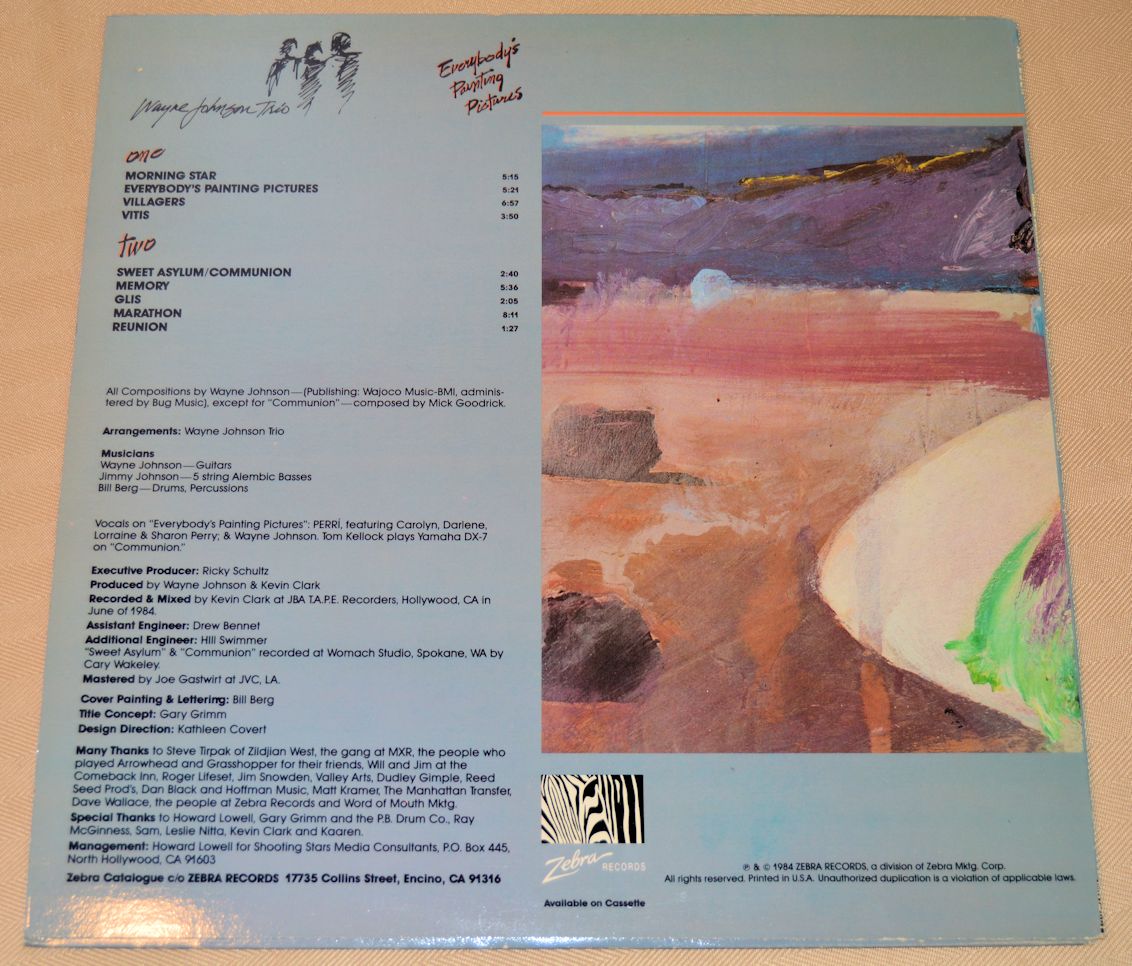 Wayne Johnson Trio
Everybody's
Painting
Pictures
one
MORNING STAR 5:15
EVERYBODY'S PAINTING PICTURES 5:21
VILLAGERS 6:57
VITIS 3:50
two
SWEET ASYLUM/COMMUNION 2:40
MEMORY 5:36
GLIS 2:05
MARATHON 8:11
REUNION 1:27
All Compositions by Wayne Johnson—(Publishing: Wajoco Music-BMI, adminis-
tered by Bug Music), except for "Communion"—composed by Mick Goodrick.
Arrangements: Wayne Johnson Trio
Musicians
Wayne Johnson—Guitars
Jimmy Johnson—5 string Alembic Basses
Bill Berg—Drums, Percussions
Vocals on "Everybody's Painting Pictures": PERRÍ, featuring Carolyn, Darlene,
Lorraine & Sharon Perry; & Wayne Johnson. Tom Kellock plays Yamaha DX-7
on "Communion."
Executive Producer: Ricky Schultz
Produced by Wayne Johnson & Kevin Clark
Recorded & Mixed by Kevin Clark at JBA T.A.P.E. Recorders, Hollywood, CA in
June of 1984.
Assistant Engineer: Drew Bennet
Additional Engineer: Hill Swimmer
"Sweet Asylum" & "Communion" recorded at Womach Studio, Spokane, WA by
Cary Wakeley.
Mastered by Joe Gastwirt at JVC, LA.
Cover Painting & Lettering: Bill Berg
Title Concept: Gary Grimm
Design Direction: Kathleen Covert
Many Thanks to Steve Tirpak of Zildjian West, the gang at MXR, the people who
played Arrowhead and Grasshopper for their friends, Will and Jim at the
Comeback Inn, Roger Lifeset, Jim Snowden, Valley Arts, Dudley Gimple, Reed
Seed Prod's, Dan Black and Hoffman Music, Matt Kramer, The Manhattan Transfer,
Dave Wallace, the people at Zebra Records and Word of Mouth Mktg.
Special Thanks to Howard Lowell, Gary Grimm and the P.B. Drum Co., Ray
McGinness, Sam, Leslie Nitta, Kevin Clark and Kaaren.
Management: Howard Lowell for Shooting Stars Media Consultants, P.O. Box 445,
North Hollywood, CA 91603
Zebra Catalogue c/o ZEBRA RECORDS 17735 Collins Street, Encino, CA 91316
Zebra RECORDS
Available on Cassette
℗ & © 1984 ZEBRA RECORDS, a division of Zebra Mktg. Corp.
All rights reserved. Printed in U.S.A. Unauthorized duplication is a violation of applicable laws.